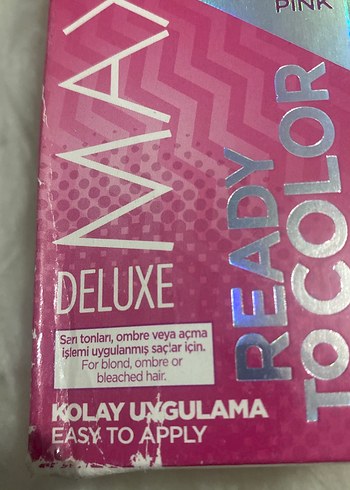 PINK
MAX
DELUXE
READY
TO COLOR
Sarı tonları, ombre veya açma
işlemi uygulanmış saçlar için.
For blond, ombre or
bleached hair.
KOLAY UYGULAMA
EASY TO APPLY